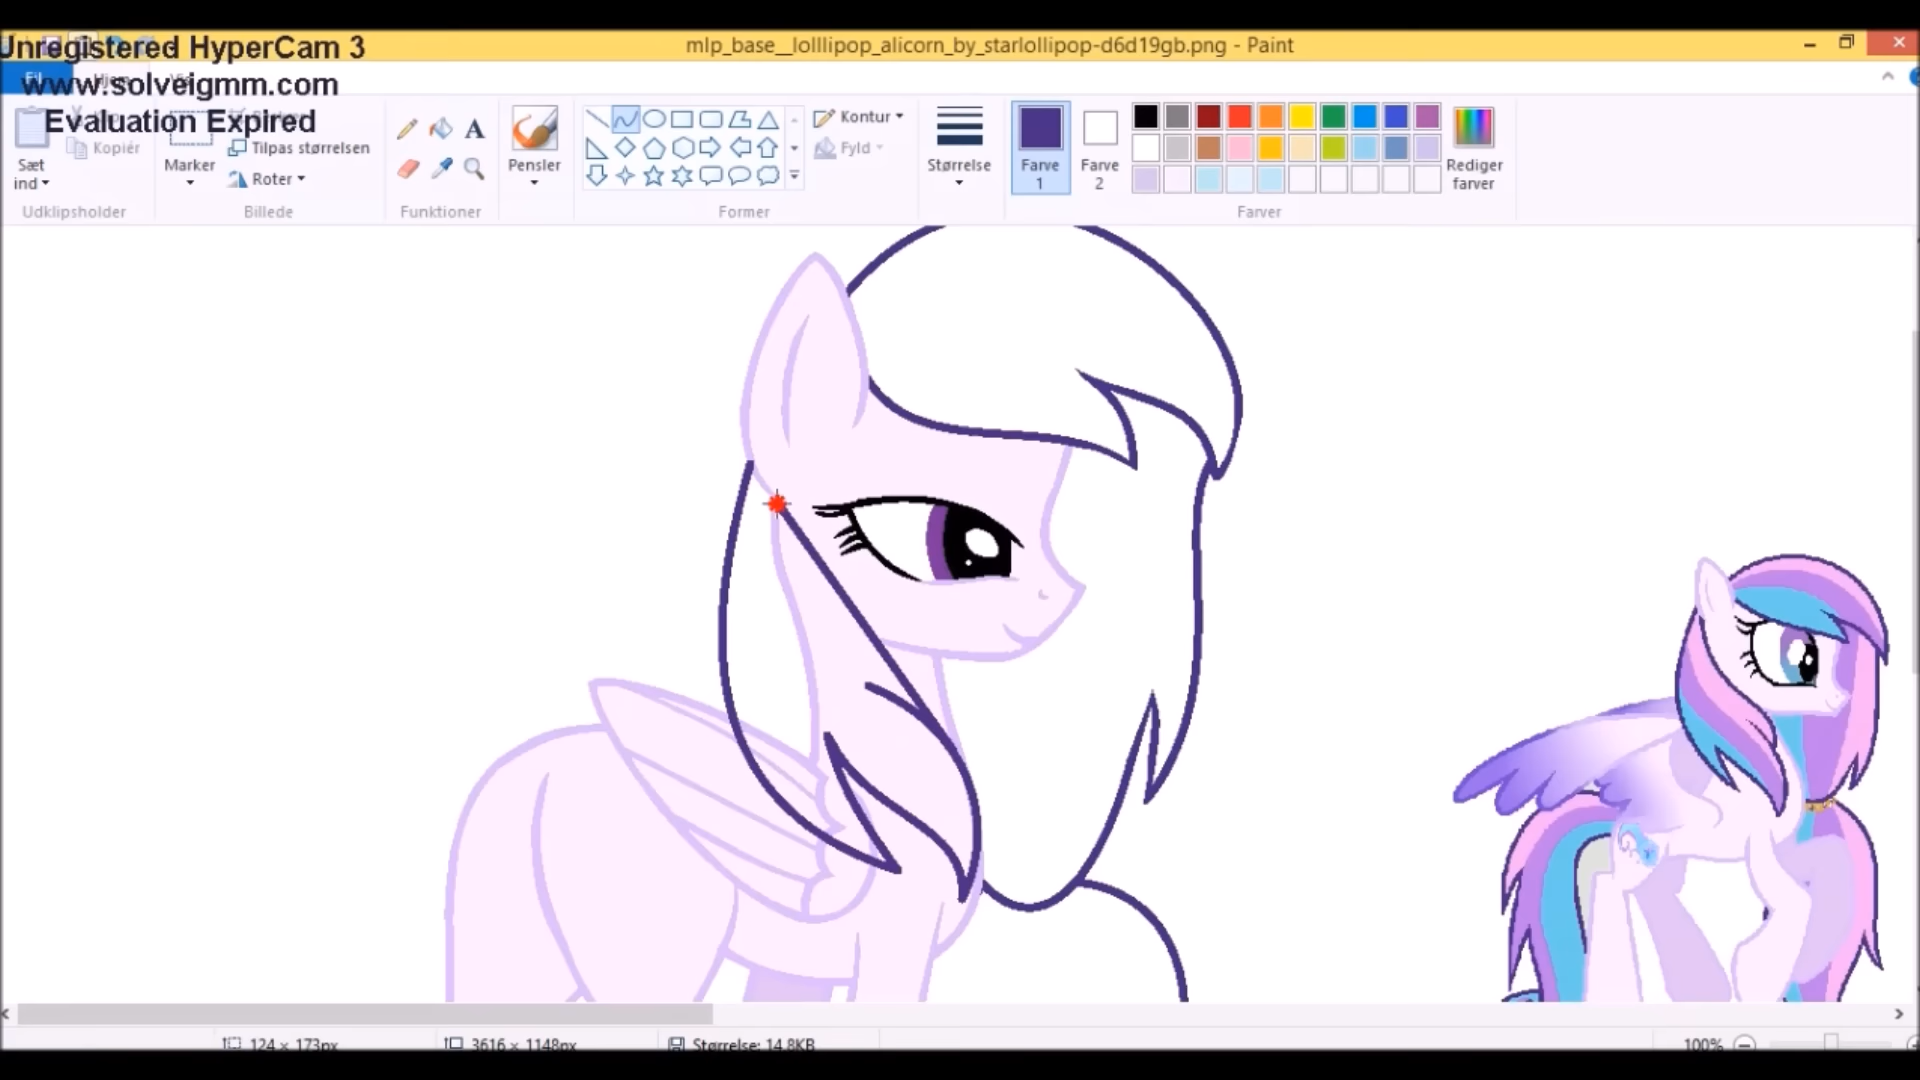 Unregistered HyperCam 3
mlp_base__lolllipop_alicorn_by_starlollipop-d6d19gb.png - Paint
www.solveigmm.com
Evaluation Expired
Kopiér
Sæt
ind
Marker
Tilpas størrelsen
Roter
Pensler
Kontur
Fyld
Størrelse
Farve
1
Farve
2
Rediger
farver
Udklipsholder
Billede
Funktioner
Former
Farver
124 × 173px
3616 × 1148px
Størrelse: 14.8KB
100%